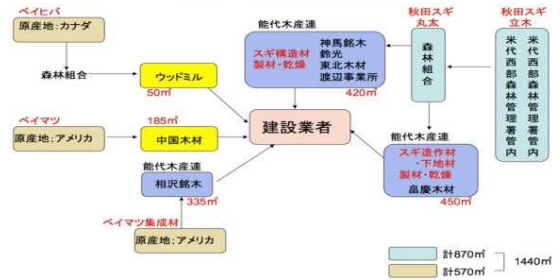 ベイヒバ
原産地:カナダ
森林組合
ウッドミル
50㎥
ベイマツ
原産地;アメリカ
185㎥
中国木材
能代木産連
相沢銘木
335㎥
ベイマツ集成材
原産地;アメリカ
建設業者
能代木産連
スギ構造材
製材・乾燥
神馬銘木
鈴光
東北木材
渡辺事業所
420㎥
秋田スギ
丸太
森林組合
秋田スギ
立木
米代西部森林管理署管内
米代西部森林管理署管内
能代木産連
スギ造作材
・下地材
製材・乾燥
畠慶木材
450㎥
計870㎥
計570㎥
1440㎥